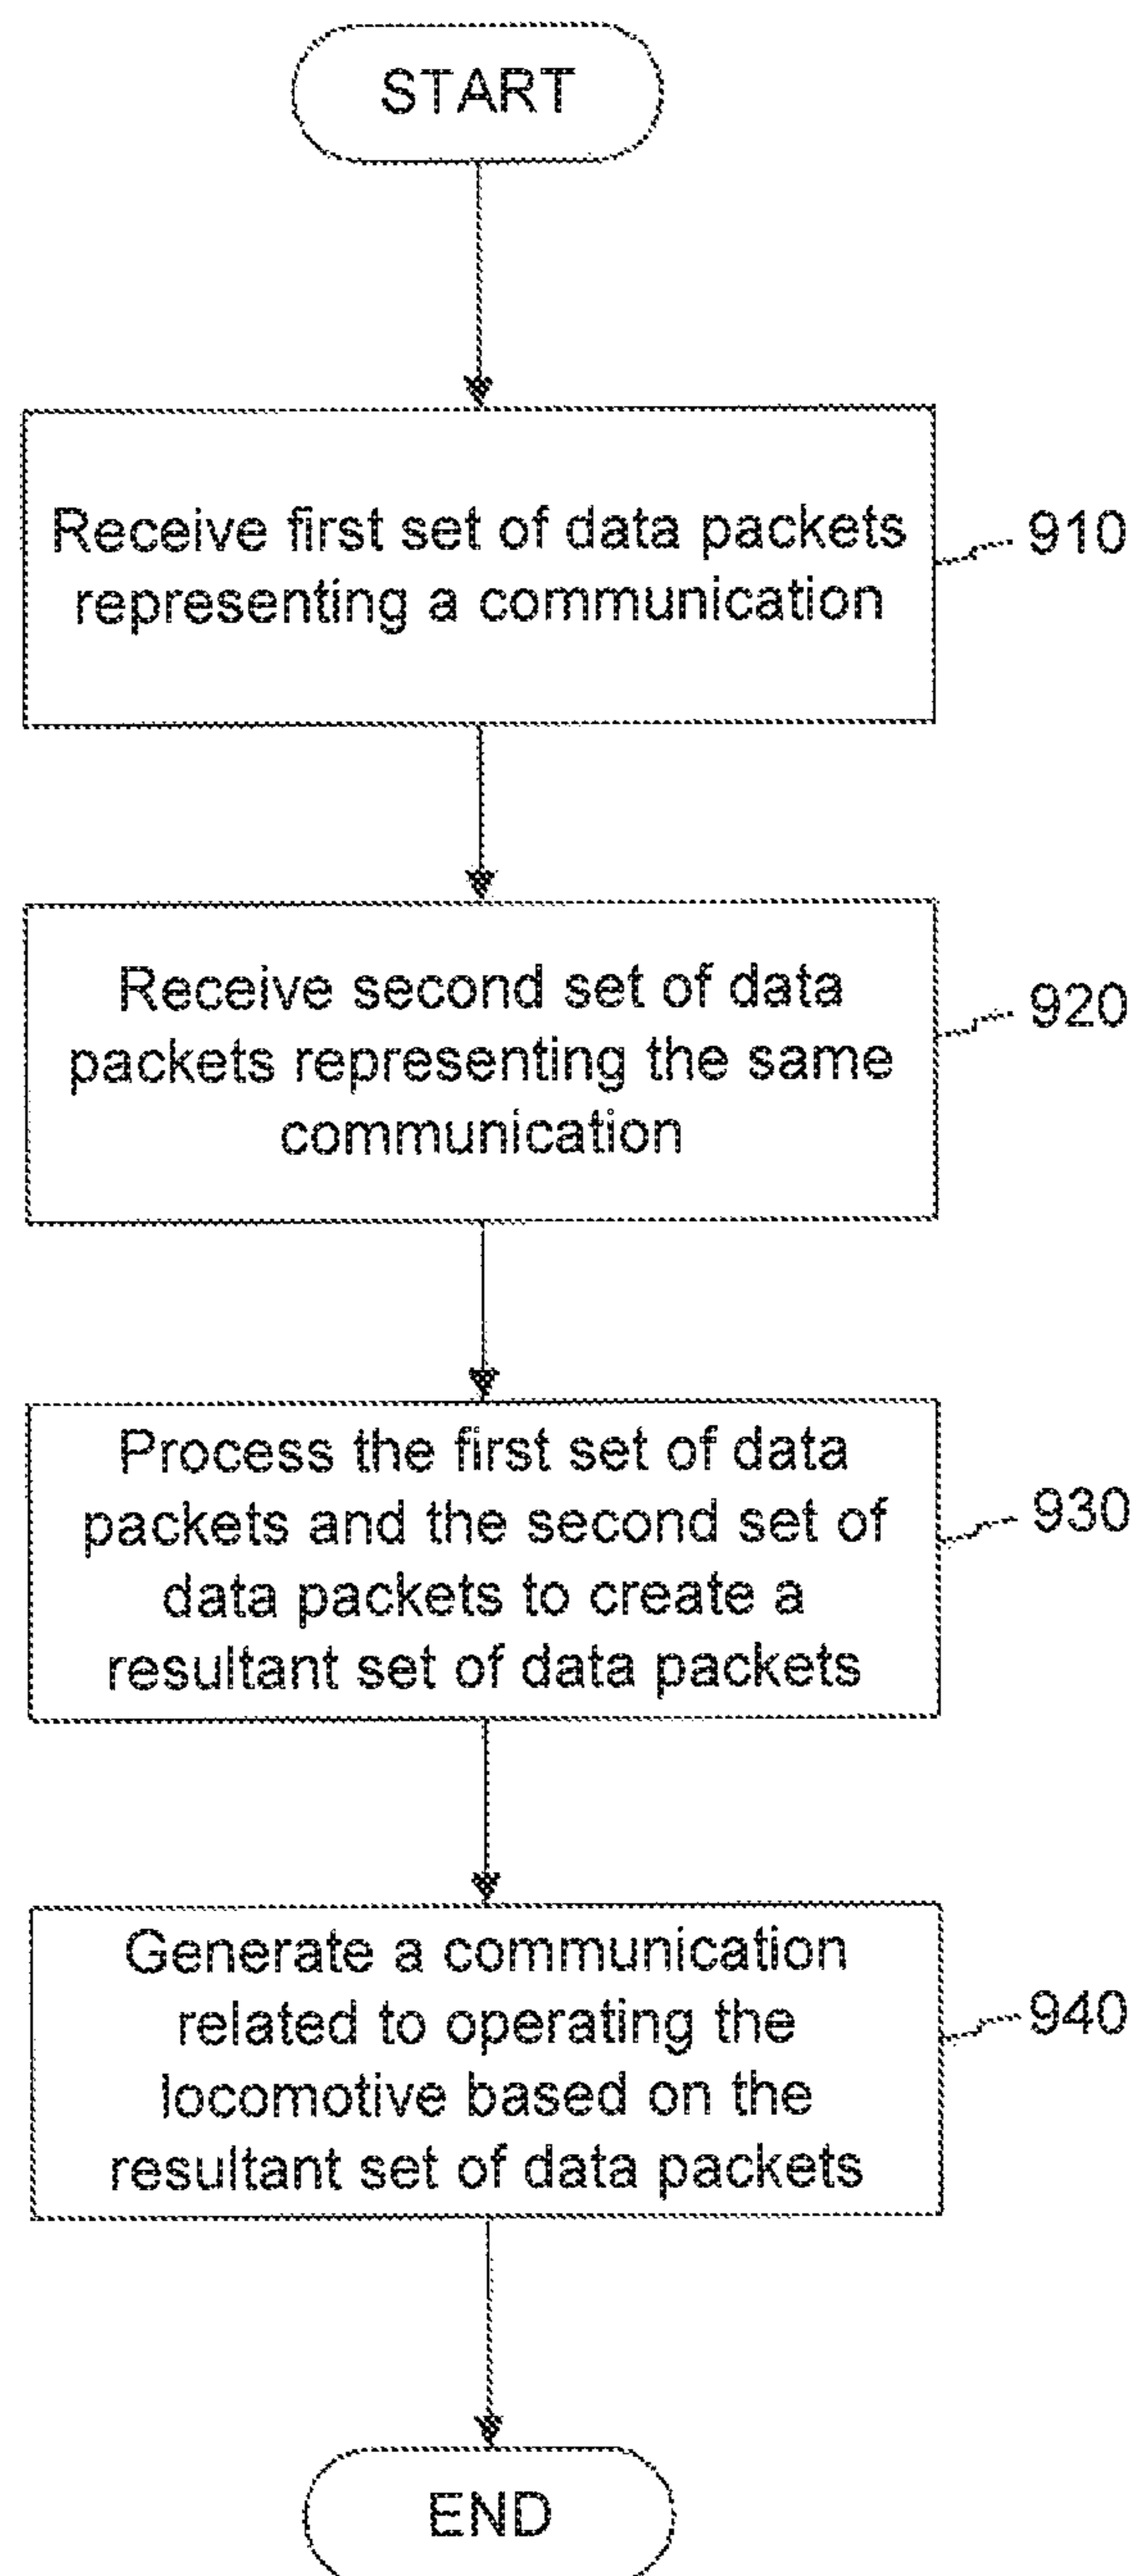 START
Receive first set of data packets
representing a communication
910
Receive second set of data
packets representing the same
communication
920
Process the first set of data
packets and the second set of
data packets to create a
resultant set of data packets
930
Generate a communication
related to operating the
locomotive based on the
resultant set of data packets
940
END